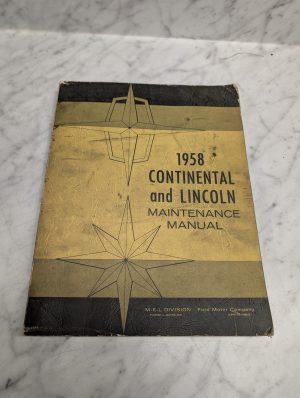 1958
CONTINENTAL
and LINCOLN
MAINTENANCE
MANUAL
M-E-L DIVISION Ford Motor Company